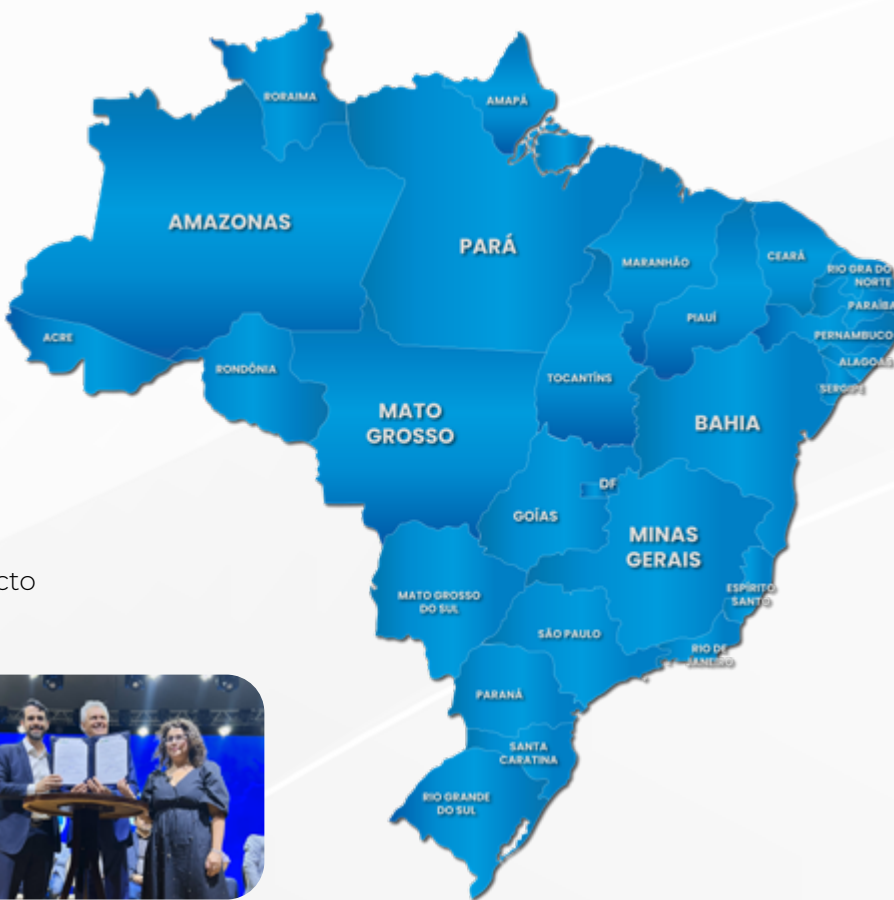 RORAIMA
AMAPÁ
AMAZONAS
PARÁ
MARANHÃO
CEARÁ
RIO GRA DO
NORTE
PARAÍBA
PIAUÍ
PERNAMBUCO
ACRE
RONDÔNIA
TOCANTÍNS
ALAGOAS
SERGIPE
MATO
GROSSO
BAHIA
DF
GOÍAS
MINAS
GERAIS
cto
MATO GROSSO
DO SUL
ESPÍRITO
SANTO
SÃO PAULO
RIO DE
JANEIRO
PARANÁ
SANTA
CARATINA
RIO GRANDE
DO SUL